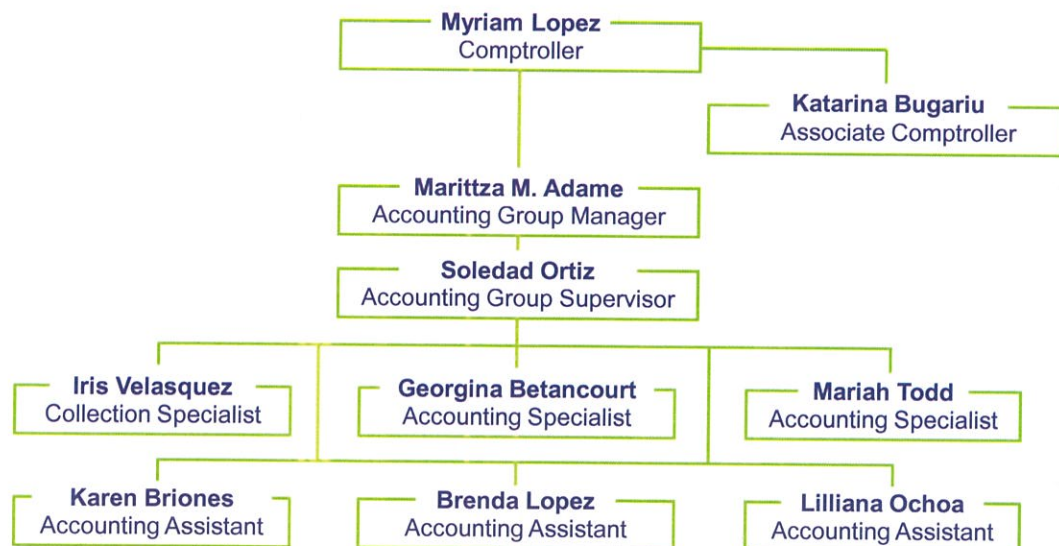 Myriam Lopez
Comptroller
Katarina Bugariu
Associate Comptroller
Marittza M. Adame
Accounting Group Manager
Soledad Ortiz
Accounting Group Supervisor
Iris Velasquez
Collection Specialist
Georgina Betancourt
Accounting Specialist
Mariah Todd
Accounting Specialist
Karen Briones
Accounting Assistant
Brenda Lopez
Accounting Assistant
Lilliana Ochoa
Accounting Assistant